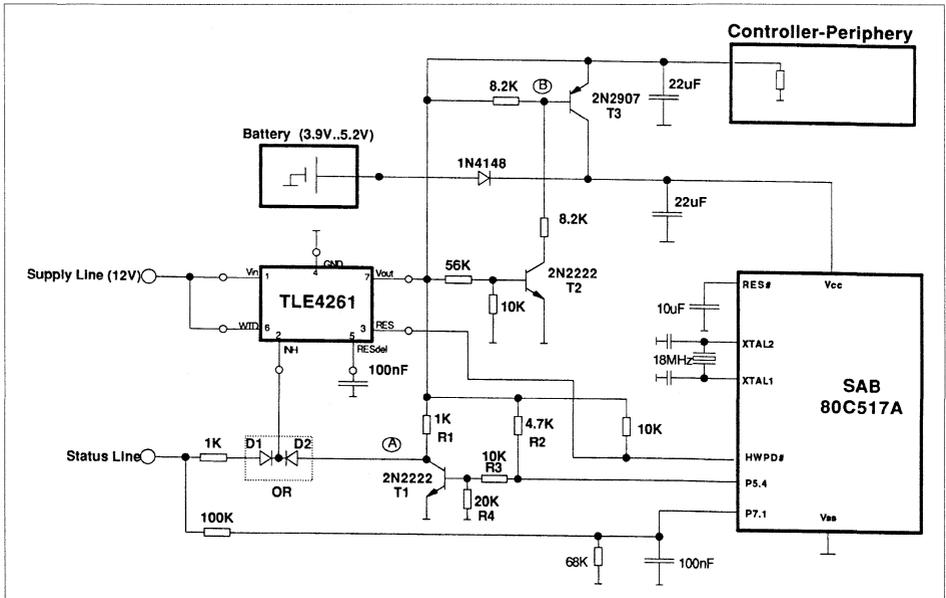 Controller-Periphery
8.2K
B
2N2907
T3
22uF
Battery (3.9V..5.2V)
1N4148
22uF
8.2K
GND
4
Supply Line (12V)
Vin
1
7
Vout
56K
2N2222
T2
TLE4261
10K
WTD
6
2
3
RES
5
RESdel
INH
100nF
RES#
Vcc
10uF
XTAL2
18MHz
XTAL1
SAB
80C517A
1K
R1
4.7K
R2
10K
Status Line
1K
D1
D2
A
OR
2N2222
T1
10K
R3
20K
R4
HWPD#
P5.4
P7.1
Vss
100K
68K
100nF